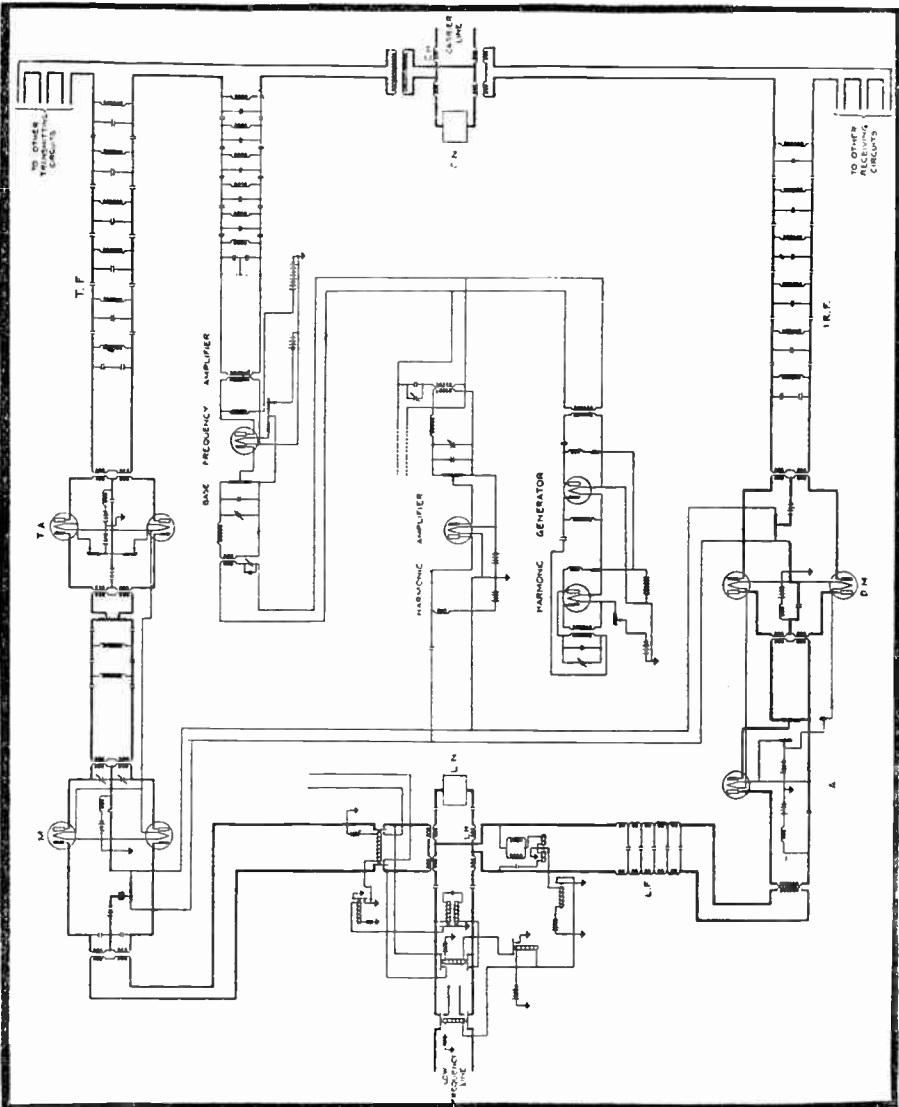 CARRIER
LINE
C.H
C.N
TO OTHER
TRANSMITTING
CIRCUITS
TO OTHER
RECEIVING
CIRCUITS
T.F.
R.F.
BASE FREQUENCY AMPLIFIER
T A
HARMONIC AMPLIFIER
HARMONIC GENERATOR
D M
M
L N
L H
A
L.F
LOW
FREQUENCY
LINE